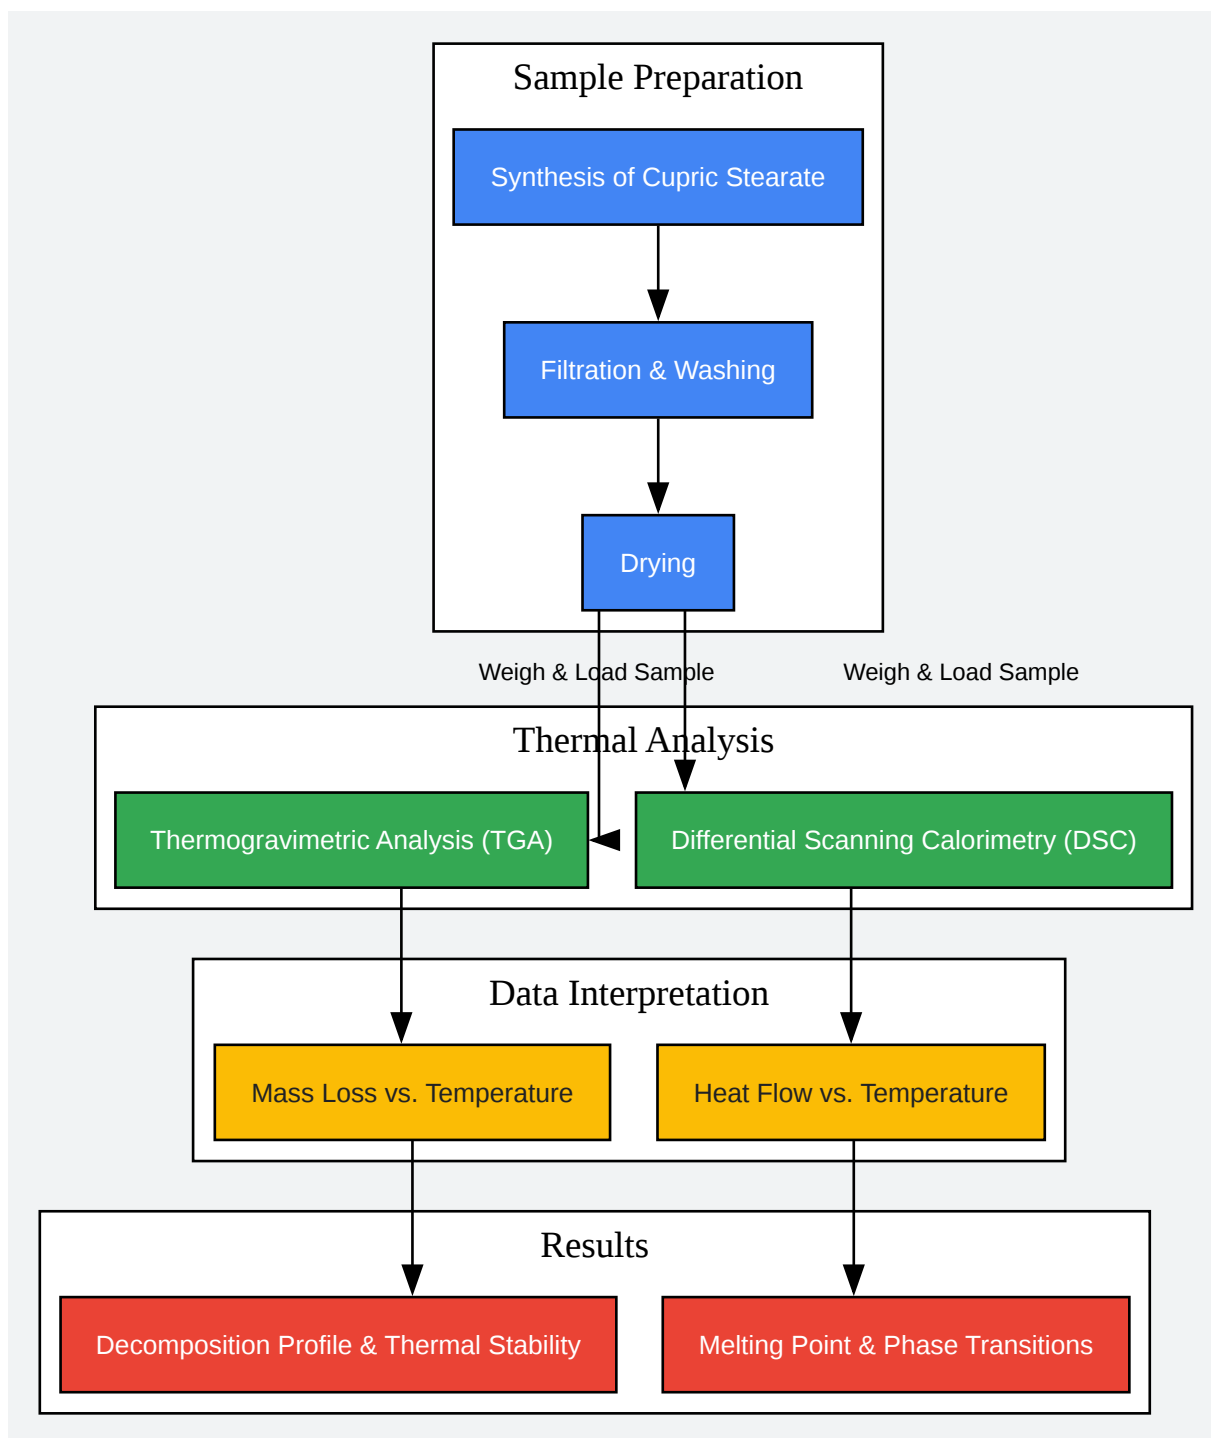 Sample Preparation
Synthesis of Cupric Stearate
Filtration & Washing
Drying
Weigh & Load Sample
Weigh & Load Sample
Thermal Analysis
Thermogravimetric Analysis (TGA)
Differential Scanning Calorimetry (DSC)
Data Interpretation
Mass Loss vs. Temperature
Heat Flow vs. Temperature
Results
Decomposition Profile & Thermal Stability
Melting Point & Phase Transitions